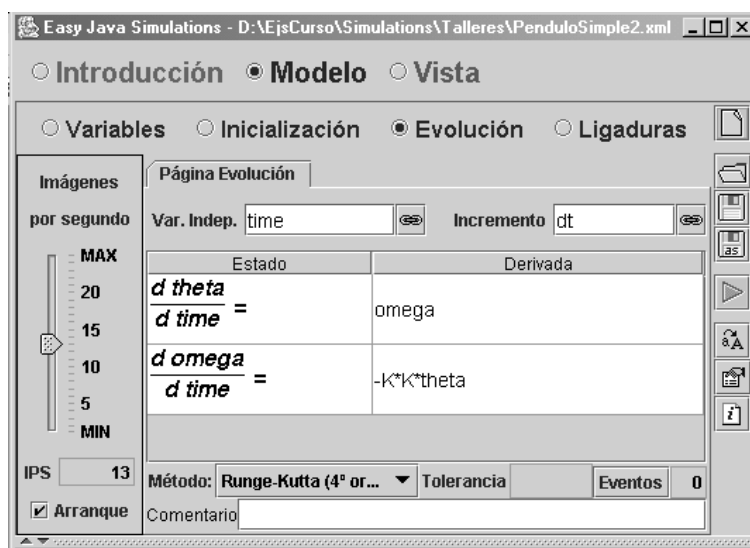 Easy Java Simulations - D:\EjsCurso\Simulations\Talleres\PenduloSimple2.xml
Introducción Modelo Vista
Variables Inicialización Evolución Ligaduras
Imágenes
por segundo
MAX
20
15
10
5
MIN
IPS 13
Arranque
Página Evolución
Var. Indep. time Incremento dt
Estado Derivada
d theta
d time = omega
d omega
d time = -K*K*theta
Método: Runge-Kutta (4º or... Tolerancia Eventos 0
Comentario
as
aA
i